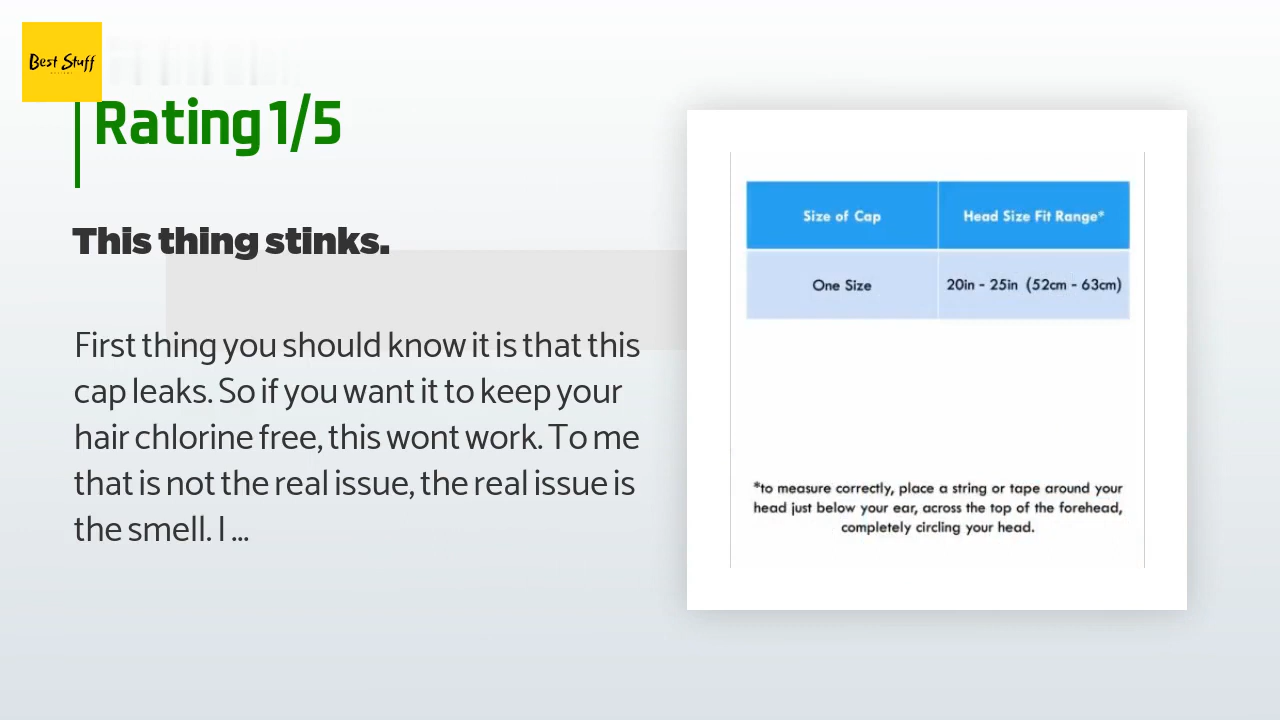 Best Stuff
Rating 1/5
This thing stinks.
First thing you should know it is that this
cap leaks. So if you want it to keep your
hair chlorine free, this wont work. To me
that is not the real issue, the real issue is
the smell. I ...
Size of Cap
Head Size Fit Range*
One Size
20in - 25in (52cm - 63cm)
*to measure correctly, place a string or tape around your
head just below your ear, across the top of the forehead,
completely circling your head.